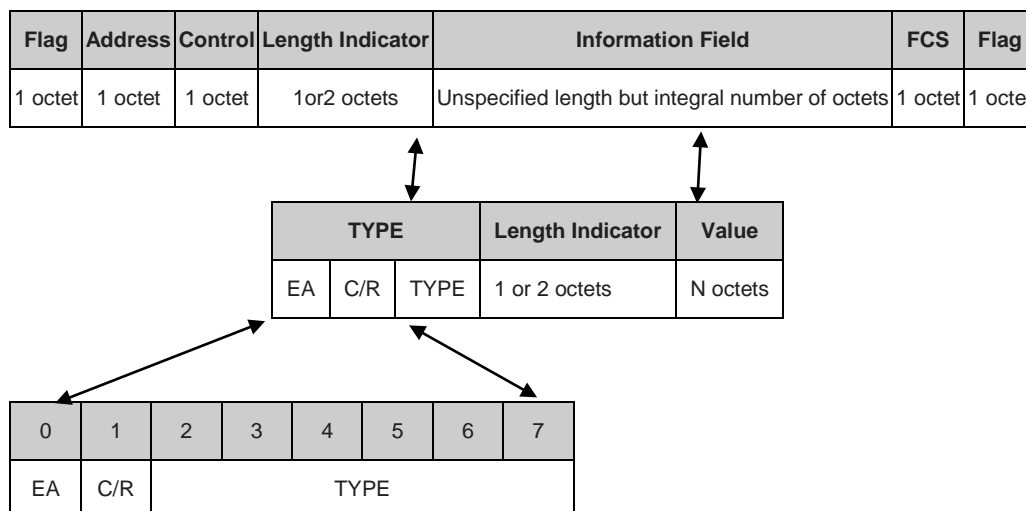 Flag Address Control Length Indicator Information Field FCS Flag
1 octet 1 octet 1 octet 1or2 octets Unspecified length but integral number of octets 1 octet 1 octe
TYPE Length Indicator Value
EA C/R TYPE 1 or 2 octets N octets
0 1 2 3 4 5 6 7
EA C/R TYPE